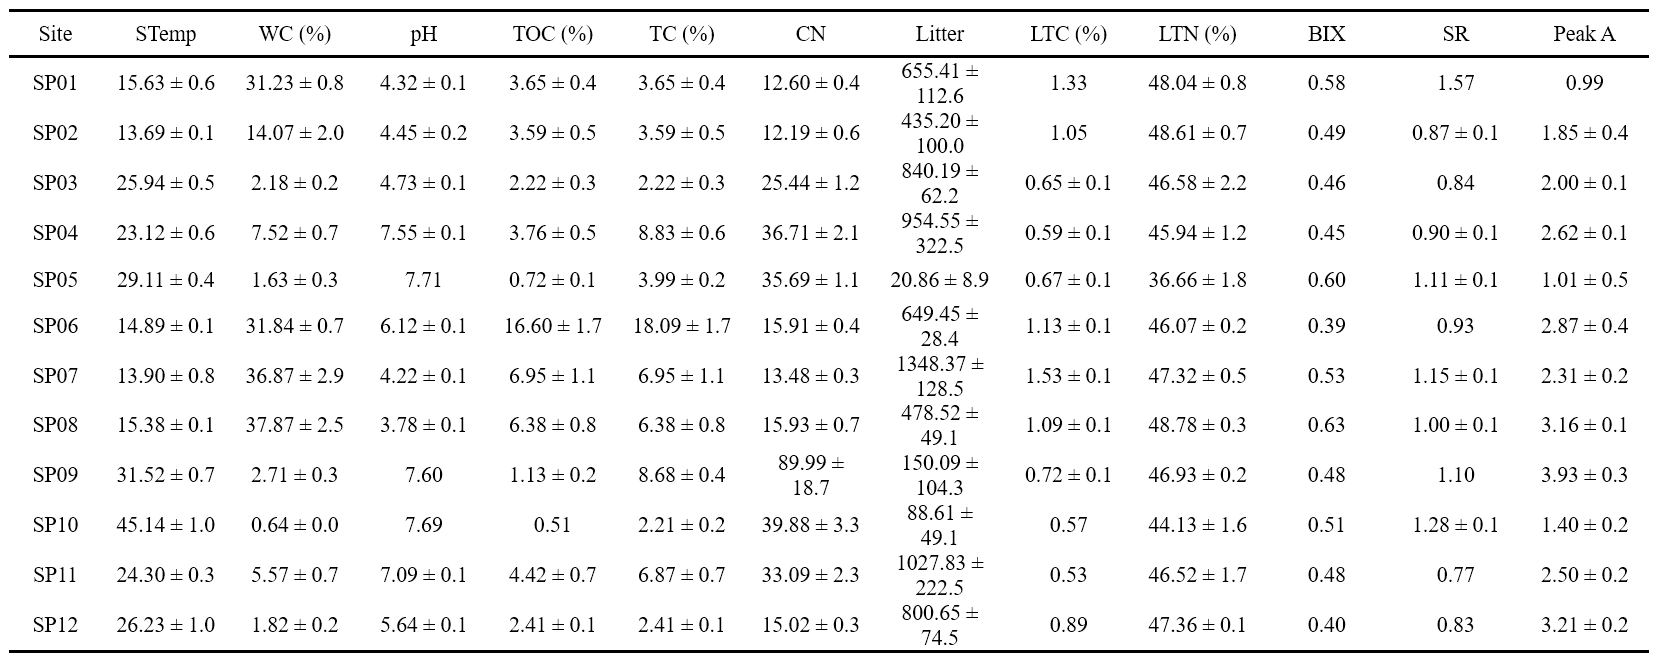 Site STemp WC (%) pH TOC (%) TC (%) CN Litter LTC (%) LTN (%) BIX SR Peak A
SP01 15.63 ± 0.6 31.23 ± 0.8 4.32 ± 0.1 3.65 ± 0.4 3.65 ± 0.4 12.60 ± 0.4 655.41 ± 112.6 1.33 48.04 ± 0.8 0.58 1.57 0.99
SP02 13.69 ± 0.1 14.07 ± 2.0 4.45 ± 0.2 3.59 ± 0.5 3.59 ± 0.5 12.19 ± 0.6 435.20 ± 100.0 1.05 48.61 ± 0.7 0.49 0.87 ± 0.1 1.85 ± 0.4
SP03 25.94 ± 0.5 2.18 ± 0.2 4.73 ± 0.1 2.22 ± 0.3 2.22 ± 0.3 25.44 ± 1.2 840.19 ± 62.2 0.65 ± 0.1 46.58 ± 2.2 0.46 0.84 2.00 ± 0.1
SP04 23.12 ± 0.6 7.52 ± 0.7 7.55 ± 0.1 3.76 ± 0.5 8.83 ± 0.6 36.71 ± 2.1 954.55 ± 322.5 0.59 ± 0.1 45.94 ± 1.2 0.45 0.90 ± 0.1 2.62 ± 0.1
SP05 29.11 ± 0.4 1.63 ± 0.3 7.71 0.72 ± 0.1 3.99 ± 0.2 35.69 ± 1.1 20.86 ± 8.9 0.67 ± 0.1 36.66 ± 1.8 0.60 1.11 ± 0.1 1.01 ± 0.5
SP06 14.89 ± 0.1 31.84 ± 0.7 6.12 ± 0.1 16.60 ± 1.7 18.09 ± 1.7 15.91 ± 0.4 649.45 ± 28.4 1.13 ± 0.1 46.07 ± 0.2 0.39 0.93 2.87 ± 0.4
SP07 13.90 ± 0.8 36.87 ± 2.9 4.22 ± 0.1 6.95 ± 1.1 6.95 ± 1.1 13.48 ± 0.3 1348.37 ± 128.5 1.53 ± 0.1 47.32 ± 0.5 0.53 1.15 ± 0.1 2.31 ± 0.2
SP08 15.38 ± 0.1 37.87 ± 2.5 3.78 ± 0.1 6.38 ± 0.8 6.38 ± 0.8 15.93 ± 0.7 478.52 ± 49.1 1.09 ± 0.1 48.78 ± 0.3 0.63 1.00 ± 0.1 3.16 ± 0.1
SP09 31.52 ± 0.7 2.71 ± 0.3 7.60 1.13 ± 0.2 8.68 ± 0.4 89.99 ± 18.7 150.09 ± 104.3 0.72 ± 0.1 46.93 ± 0.2 0.48 1.10 3.93 ± 0.3
SP10 45.14 ± 1.0 0.64 ± 0.0 7.69 0.51 2.21 ± 0.2 39.88 ± 3.3 88.61 ± 49.1 0.57 44.13 ± 1.6 0.51 1.28 ± 0.1 1.40 ± 0.2
SP11 24.30 ± 0.3 5.57 ± 0.7 7.09 ± 0.1 4.42 ± 0.7 6.87 ± 0.7 33.09 ± 2.3 1027.83 ± 222.5 0.53 46.52 ± 1.7 0.48 0.77 2.50 ± 0.2
SP12 26.23 ± 1.0 1.82 ± 0.2 5.64 ± 0.1 2.41 ± 0.1 2.41 ± 0.1 15.02 ± 0.3 800.65 ± 74.5 0.89 47.36 ± 0.1 0.40 0.83 3.21 ± 0.2